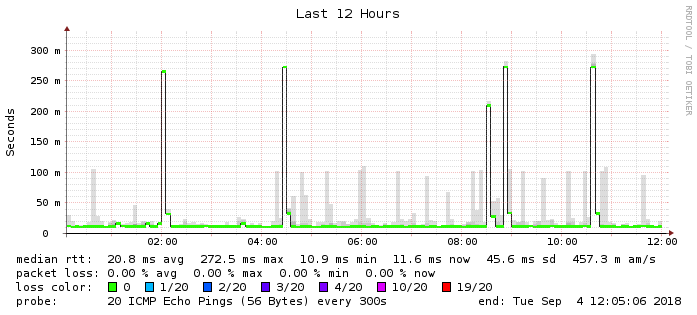 Last 12 Hours
RRDTOOL / TOBI OETIKER
Seconds
300 m
250 m
200 m
150 m
100 m
50 m
0
02:00 04:00 06:00 08:00 10:00 12:00
median rtt: 20.8 ms avg 272.5 ms max 10.9 ms min 11.6 ms now 45.6 ms sd 457.3 m am/s
packet loss: 0.00 % avg 0.00 % max 0.00 % min 0.00 % now
loss color: 0 1/20 2/20 3/20 4/20 10/20 19/20
probe: 20 ICMP Echo Pings (56 Bytes) every 300s end: Tue Sep 4 12:05:06 2018